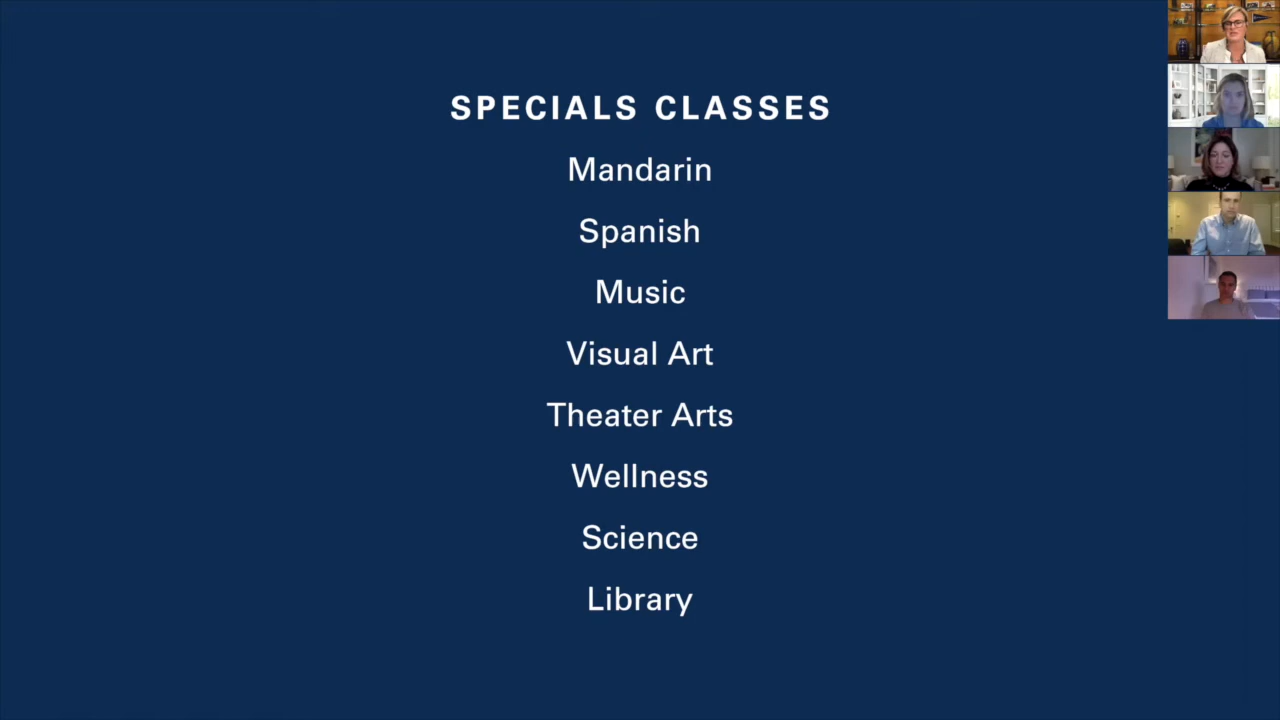 SPECIALS CLASSES
Mandarin
Spanish
Music
Visual Art
Theater Arts
Wellness
Science
Library